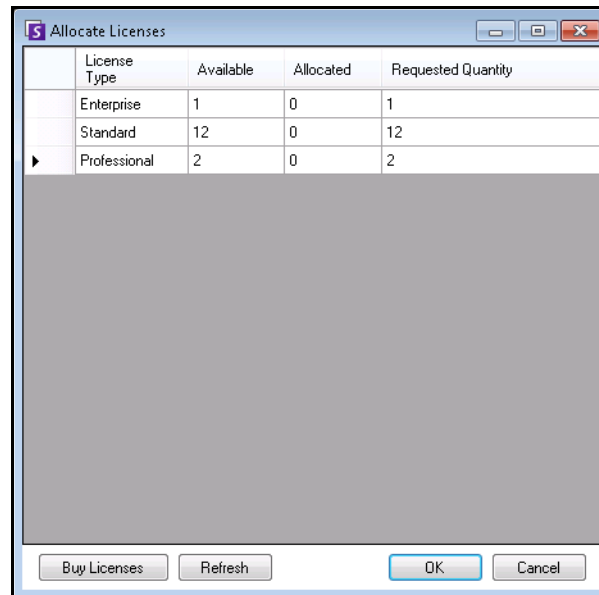 S Allocate Licenses
License Type Available Allocated Requested Quantity
Enterprise 1 0 1
Standard 12 0 12
Professional 2 0 2
Buy Licenses Refresh OK Cancel